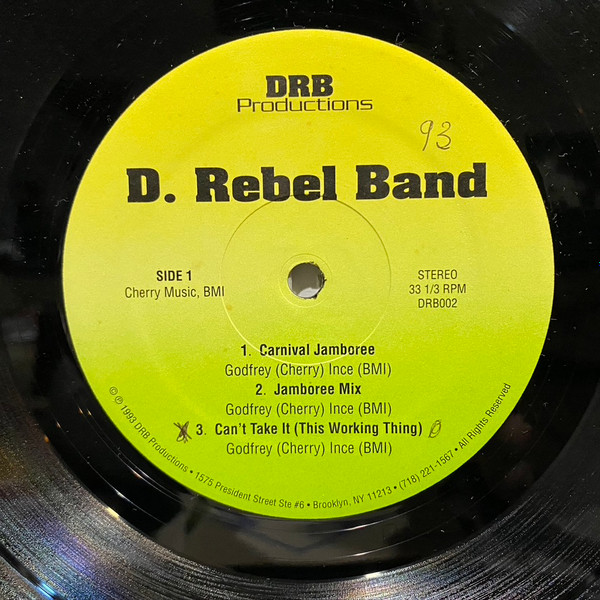 DRB
Productions
93
D. Rebel Band
SIDE 1
Cherry Music, BMI
STEREO
33 1/3 RPM
DRB002
1. Carnival Jamboree
Godfrey (Cherry) Ince (BMI)
2. Jamboree Mix
Godfrey (Cherry) Ince (BMI)
3. Can't Take It (This Working Thing)
Godfrey (Cherry) Ince (BMI)
© ℗ 1993 DRB Productions • 1575 President Street Ste #6 • Brooklyn, NY 11213 • (718) 221-1567 • All Rights Reserved